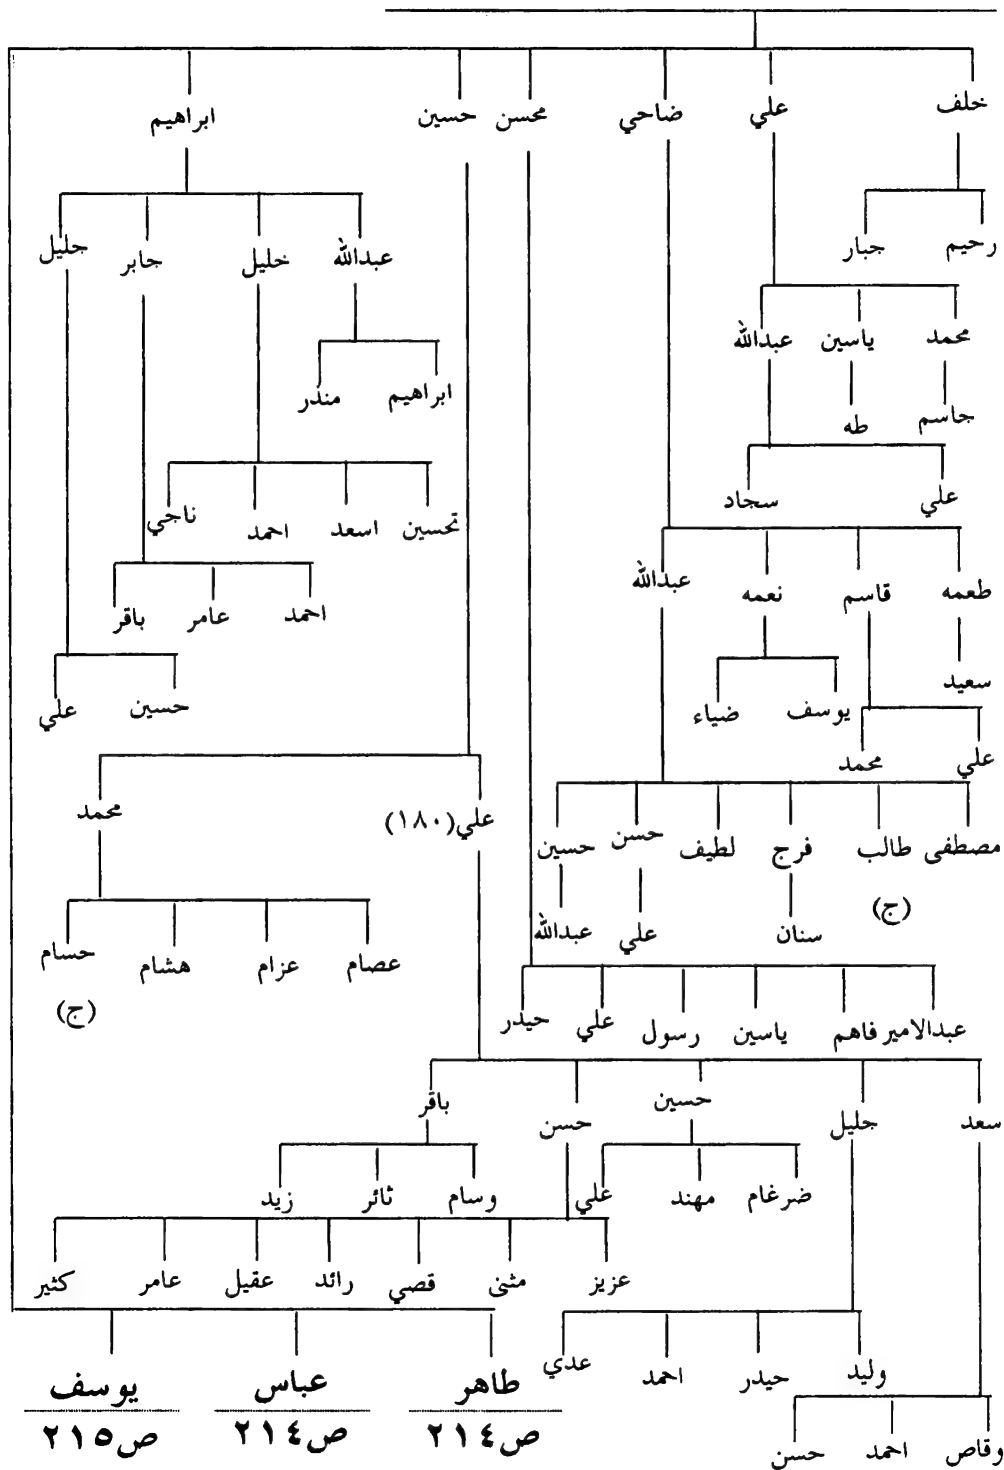 خلف علي ضاحي محسن حسين ابراهيم
رحيم جبار عبدالله خليل جابر جليل
محمد ياسين عبدالله
ابراهيم منذر
جاسم طه
علي سجاد
تحسين اسعد احمد ناجي
طعمه قاسم نعمه عبدالله
احمد عامر باقر
سعيد
يوسف ضياء
حسين علي
علي محمد
علي(١٨٠) محمد
مصطفى طالب فرج لطيف حسن حسين
(ج)
سنان علي عبدالله
عصام عزام هشام حسام
(ج)
عبدالامير فاهم ياسين رسول علي حيدر
سعد جليل حسين حسن باقر
ضرغام مهند علي وسام ثائر زيد
عزيز مثنى قصي رائد عقيل عامر كثير
وليد حيدر احمد عدي
طاهر عباس يوسف
ص٢١٤ ص٢١٤ ص٢١٥
وقاص احمد حسن